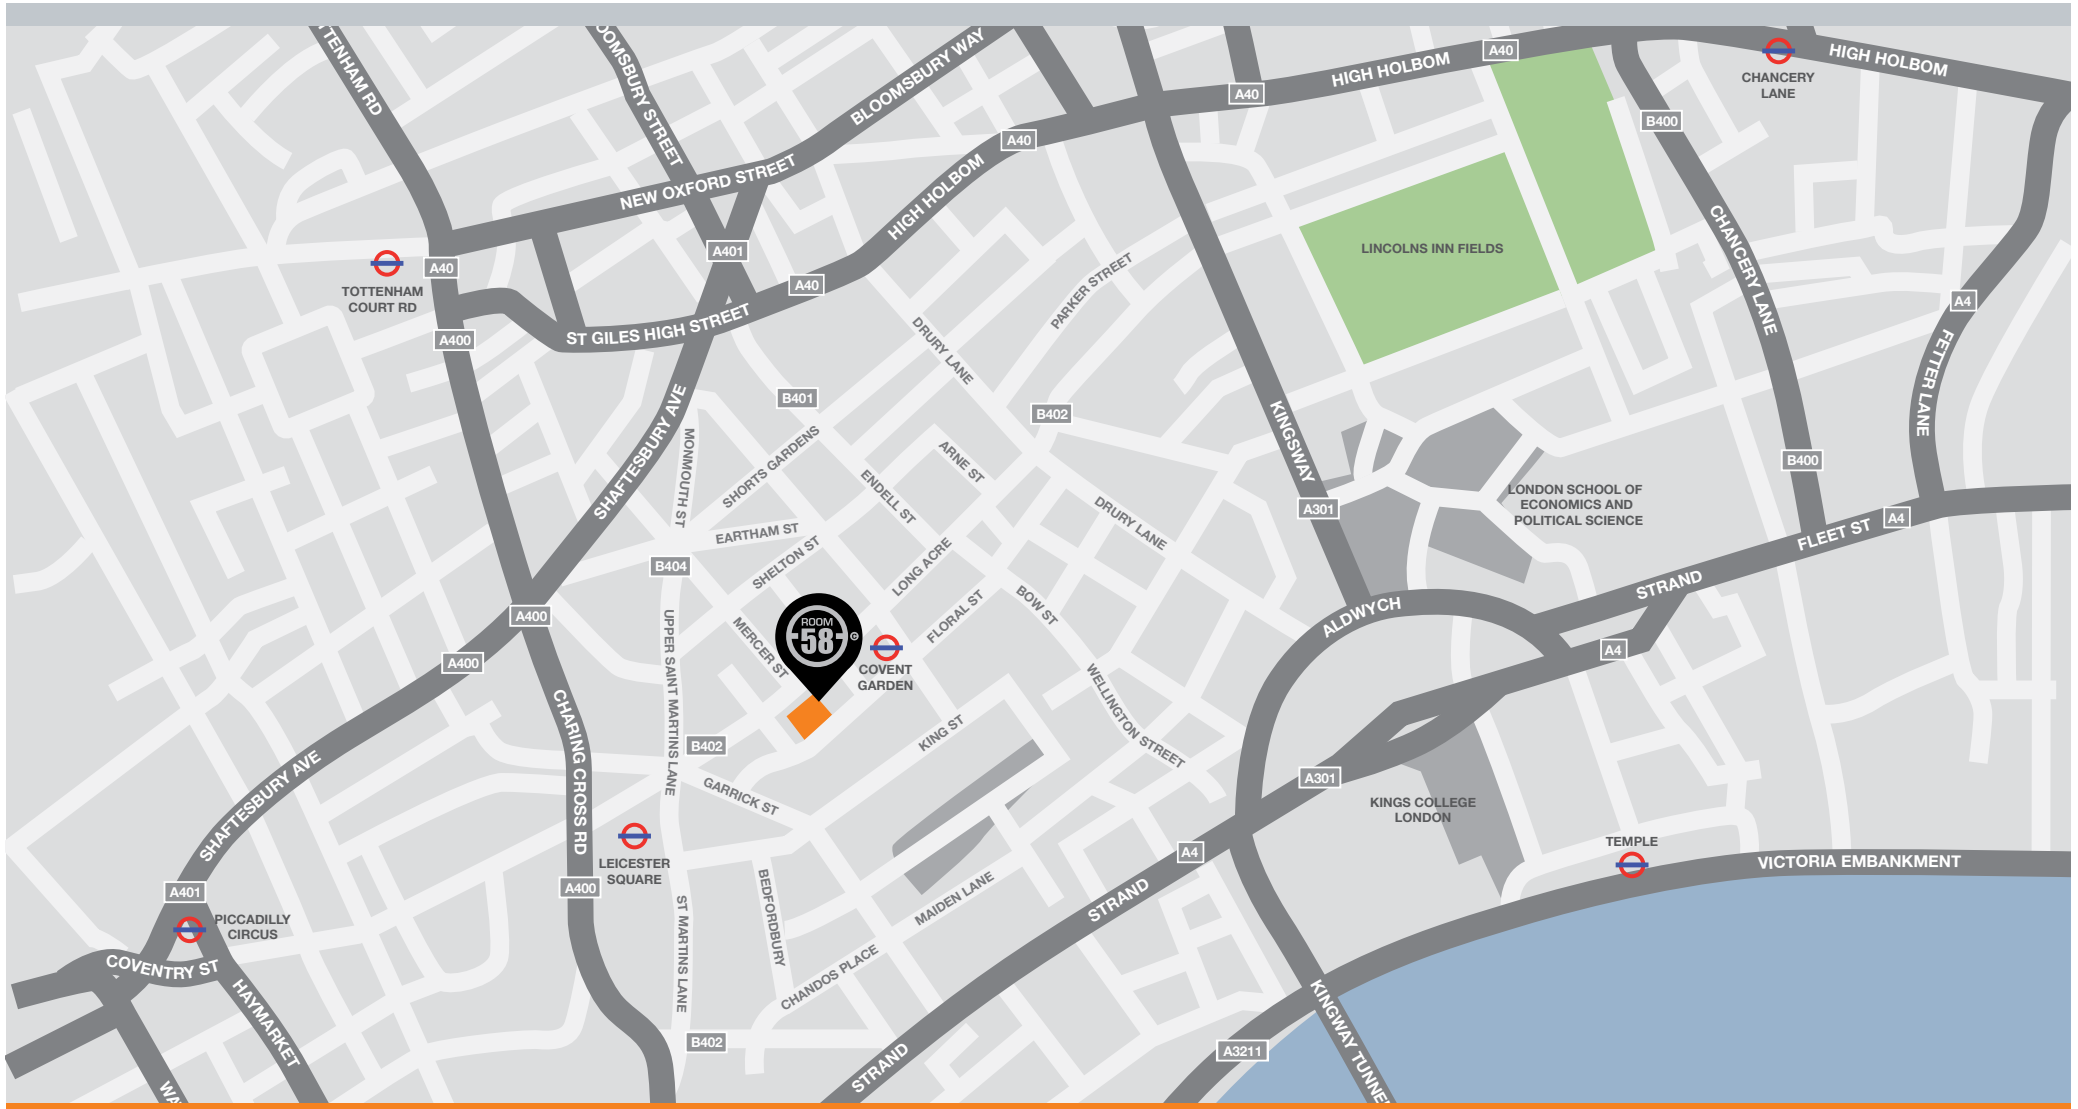 TTENHAM RD
OOMSBURY STREET
BLOOMSBURY WAY
A40
HIGH HOLBOM
HIGH HOLBOM
CHANCERY
LANE
A40
B400
A40
HIGH HOLBOM
NEW OXFORD STREET
A401
LINCOLNS INN FIELDS
CHANCERY LANE
A40
TOTTENHAM
COURT RD
A40
PARKER STREET
A4
ST GILES HIGH STREET
A400
DRURY LANE
FETTER LANE
B401
B402
SHAFTESBURY AVE
MONMOUTH ST
SHORTS GARDENS
ARNE ST
KINGSWAY
B400
ENDELL ST
LONDON SCHOOL OF
ECONOMICS AND
POLITICAL SCIENCE
A301
A4
DRURY LANE
EARTHAM ST
FLEET ST
B404
SHELTON ST
LONG ACRE
STRAND
A400
BOW ST
ALDWYCH
FLORAL ST
UPPER SAINT MARTINS LANE
MERCER ST
ROOM
58
©
COVENT
GARDEN
A400
A4
WELLINGTON STREET
CHARING CROSS RD
B402
KING ST
SHAFTESBURY AVE
GARRICK ST
A301
KINGS COLLEGE
LONDON
TEMPLE
VICTORIA EMBANKMENT
A4
LEICESTER
SQUARE
A400
A401
BEDFORDBURY
MAIDEN LANE
STRAND
PICCADILLY
CIRCUS
ST MARTINS LANE
COVENTRY ST
CHANDOS PLACE
HAYMARKET
KINGWAY TUNNE
B402
A3211
STRAND
WA